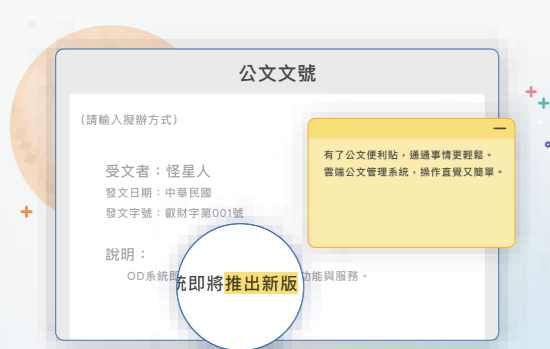 公文文號
(請輸入擬辦方式)
有了公文便利貼，通通事情更輕鬆。
雲端公文管理系統，操作直覺又簡單。
受文者：怪星人
發文日期：中華民國
發文字號：叡財字第001號
說明：
OD系統即
統即將推出新版
功能與服務。